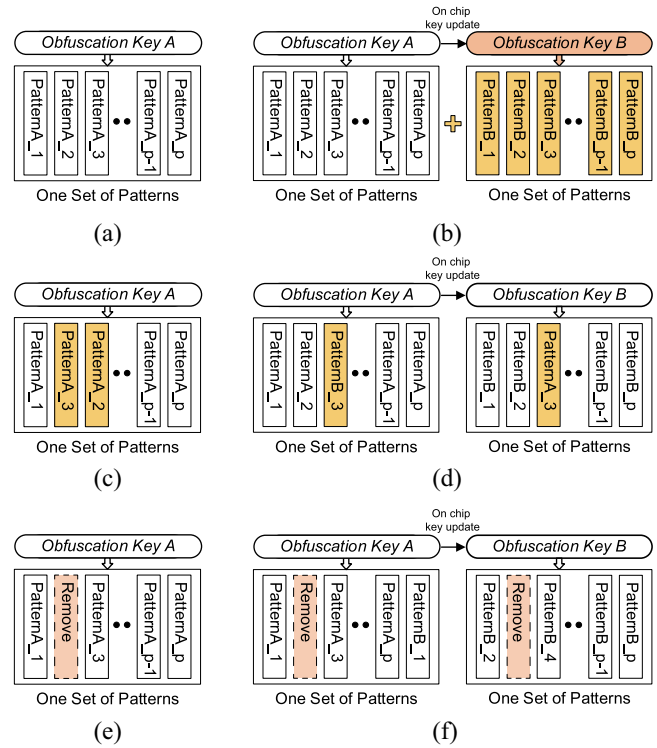 Obfuscation Key A
PatternA_1
PatternA_2
PatternA_3
PatternA_p-1
PatternA_p
One Set of Patterns
(a)
On chip
key update
Obfuscation Key A
Obfuscation Key B
PatternA_1
PatternA_2
PatternA_3
PatternA_p-1
PatternA_p
+
PatternB_1
PatternB_2
PatternB_3
PatternB_p-1
PatternB_p
One Set of Patterns
One Set of Patterns
(b)
Obfuscation Key A
PatternA_1
PatternA_3
PatternA_2
PatternA_p-1
PatternA_p
One Set of Patterns
(c)
On chip
key update
Obfuscation Key A
Obfuscation Key B
PatternA_1
PatternA_2
PatternB_3
PatternA_p-1
PatternA_p
PatternB_1
PatternB_2
PatternA_3
PatternB_p-1
PatternB_p
One Set of Patterns
One Set of Patterns
(d)
Obfuscation Key A
PatternA_1
Remove
PatternA_3
PatternA_p-1
PatternA_p
One Set of Patterns
(e)
On chip
key update
Obfuscation Key A
Obfuscation Key B
PatternA_1
Remove
PatternA_3
PatternA_p
PatternB_1
PatternB_2
Remove
PatternB_4
PatternB_p-1
PatternB_p
One Set of Patterns
One Set of Patterns
(f)